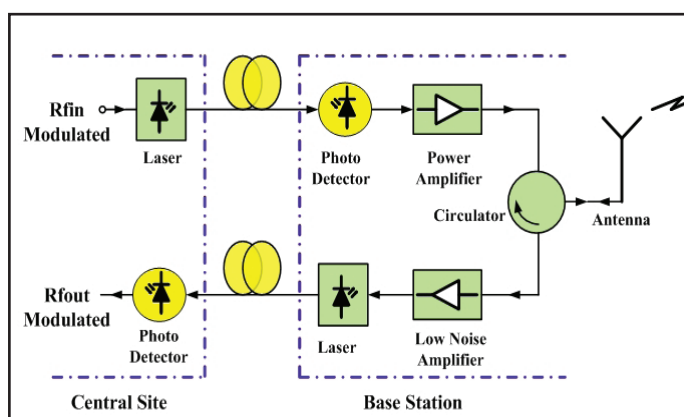 Rfin
Modulated
Laser
Photo
Detector
Power
Amplifier
Circulator
Antenna
Rfout
Modulated
Photo
Detector
Laser
Low Noise
Amplifier
Central Site
Base Station